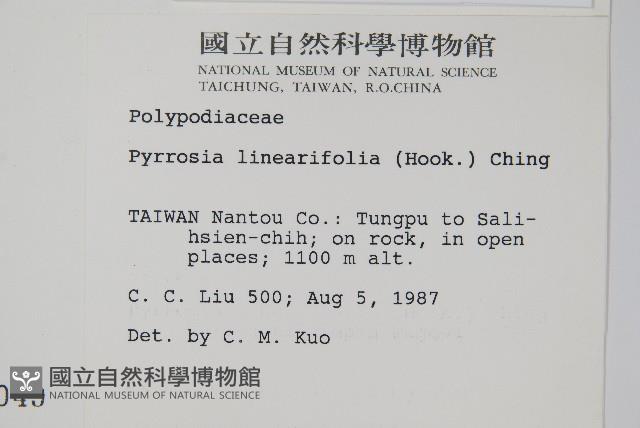 國立自然科學博物館
NATIONAL MUSEUM OF NATURAL SCIENCE
TAICHUNG, TAIWAN, R.O.CHINA
Polypodiaceae
Pyrrosia linearifolia (Hook.) Ching
TAIWAN Nantou Co.: Tungpu to Sali-
hsien-chih; on rock, in open
places; 1100 m alt.
C. C. Liu 500; Aug 5, 1987
Det. by C. M. Kuo
國立自然科學博物館
NATIONAL MUSEUM OF NATURAL SCIENCE